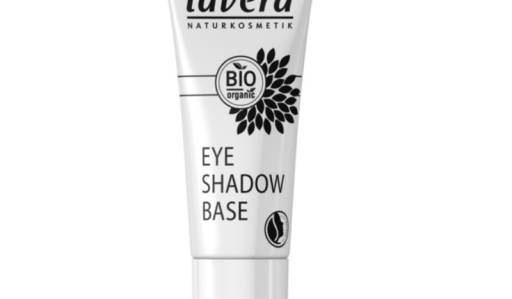 lavera
NATURKOSMETIK
BIO
organic
EYE
SHADOW
BASE